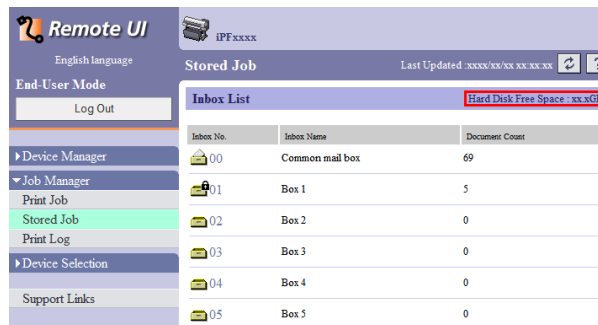 Remote UI
English language
End-User Mode
Log Out
Device Manager
Job Manager
Print Job
Stored Job
Print Log
Device Selection
Support Links
iPFxxxx
Stored Job Last Updated :xxxx/xx/xx xx:xx:xx ?
Inbox List Hard Disk Free Space : xx.xG
Inbox No. Inbox Name Document Count
00 Common mail box 69
01 Box 1 5
02 Box 2 0
03 Box 3 0
04 Box 4 0
05 Box 5 0